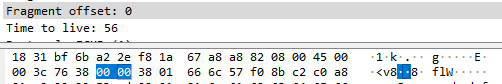 Fragment offset: 0
Time to live: 56
18 31 bf 6b a2 2e f8 1a 67 a8 a8 82 08 00 45 00 ·1·k·.·· g·····E·
00 3c 76 38 00 00 38 01 66 6c 57 f0 8b c2 c0 a8 ·<v8··8· flW·····